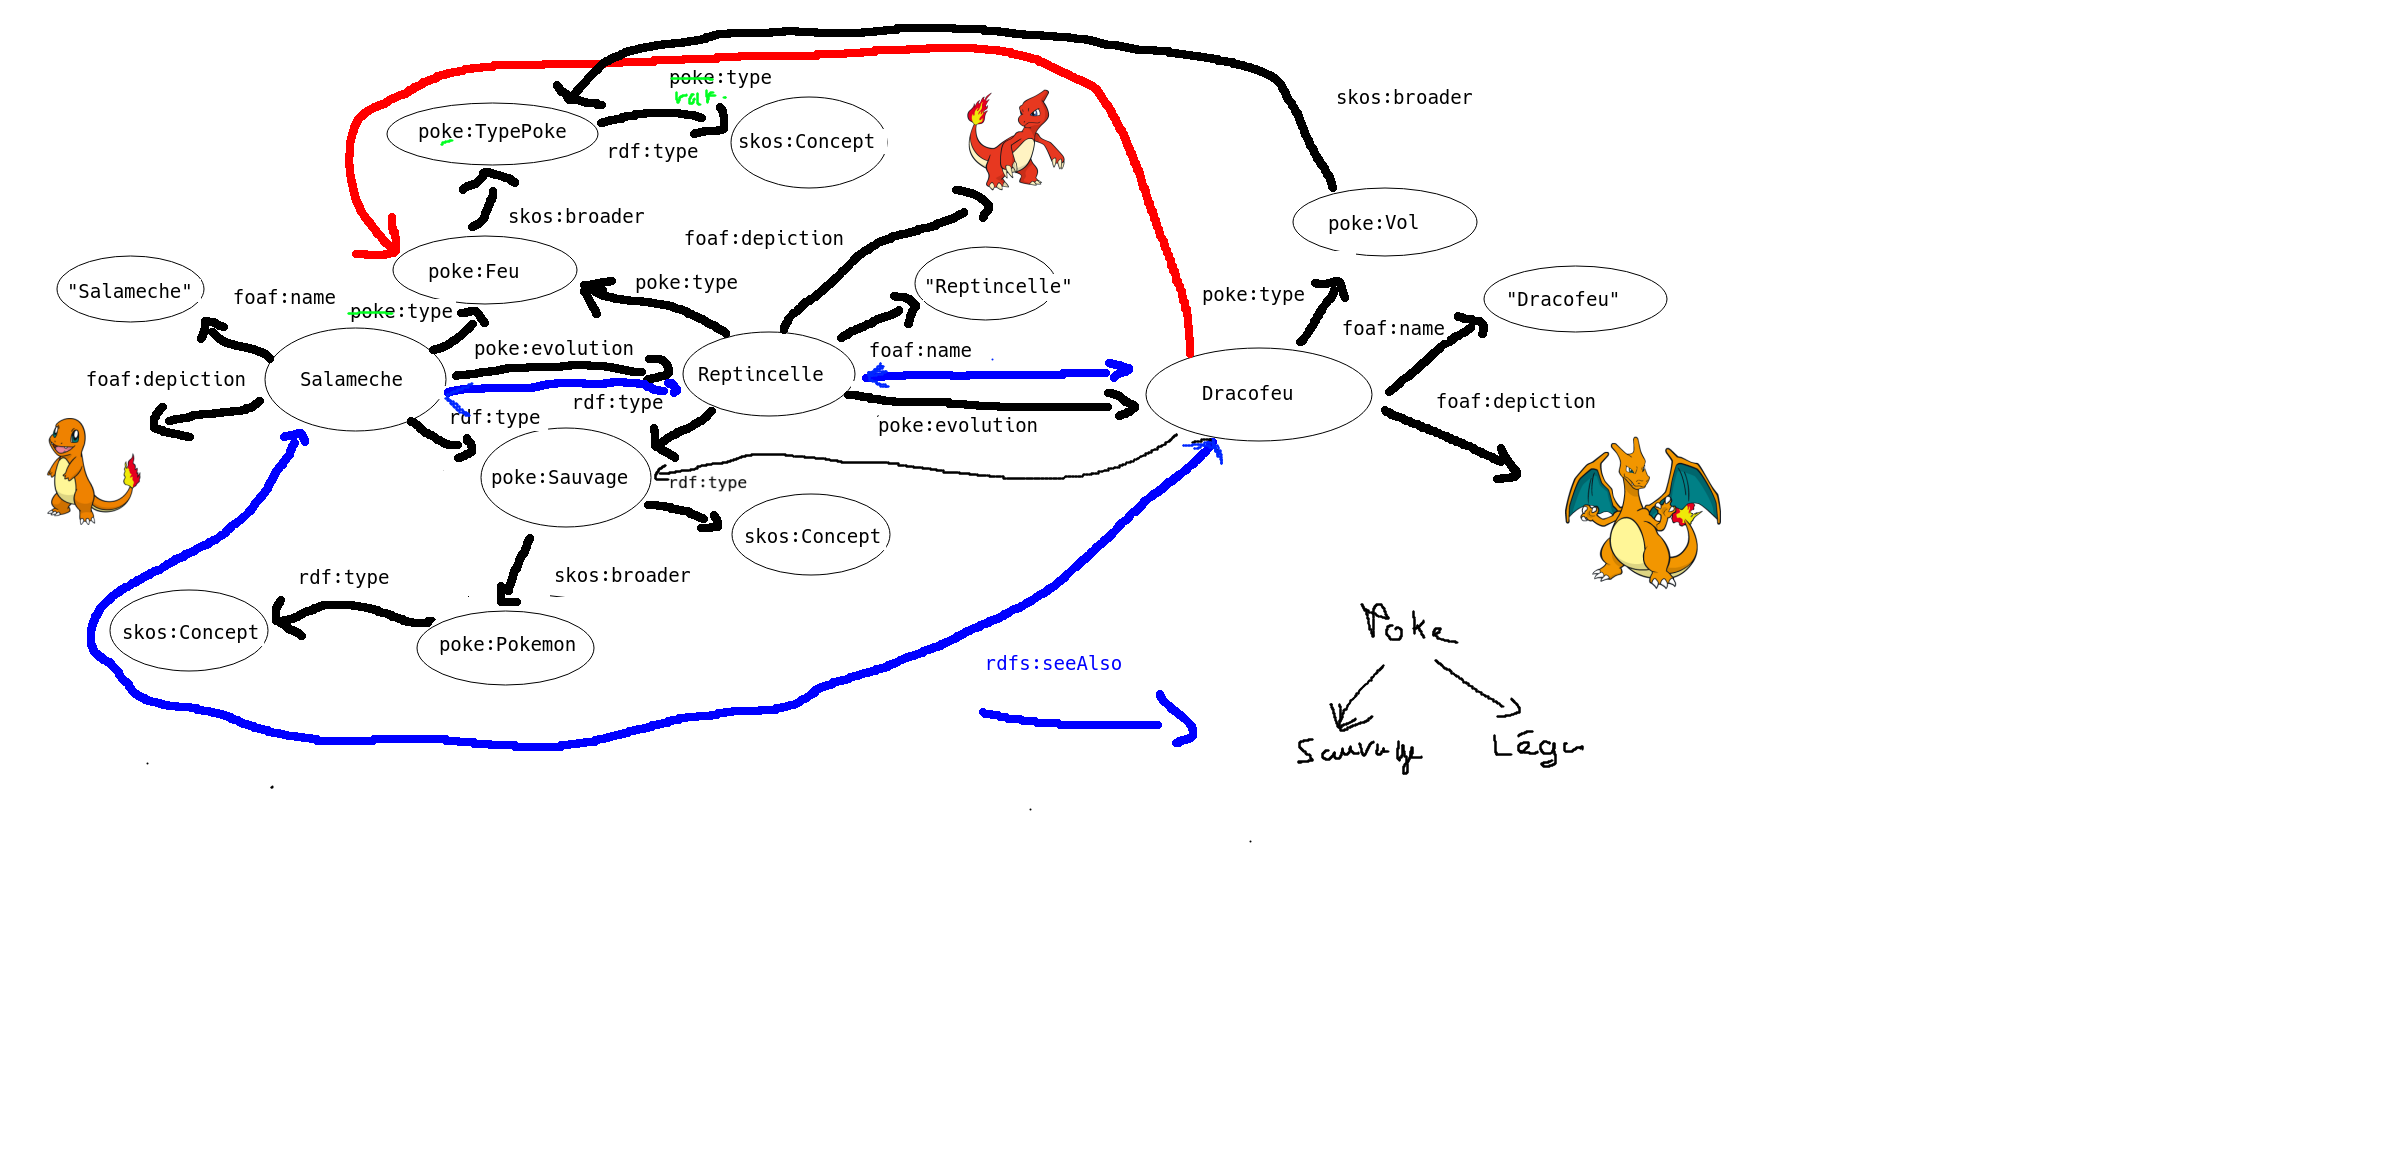 poke:type
rdf.
skos:broader
poke:TypePoke
skos:Concept
rdf:type
skos:broader
poke:Vol
foaf:depiction
poke:Feu
"Salameche"
foaf:name
poke:type
poke:type
"Reptincelle"
poke:type
"Dracofeu"
foaf:name
poke:evolution
foaf:name
foaf:depiction
Salameche
Reptincelle
Dracofeu
rdf:type
rdf:type
foaf:depiction
poke:evolution
poke:Sauvage
rdf:type
skos:Concept
rdf:type
skos:broader
skos:Concept
poke:Pokemon
Poke
rdfs:seeAlso
Sauvage